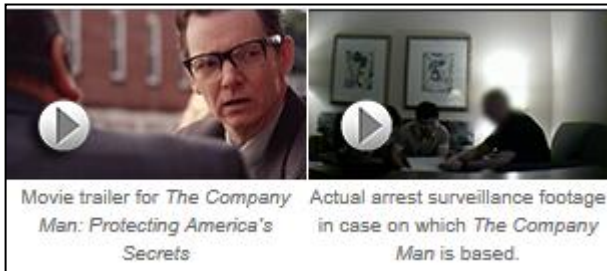 Movie trailer for The Company
Man: Protecting America's
Secrets
Actual arrest surveillance footage
in case on which The Company
Man is based.